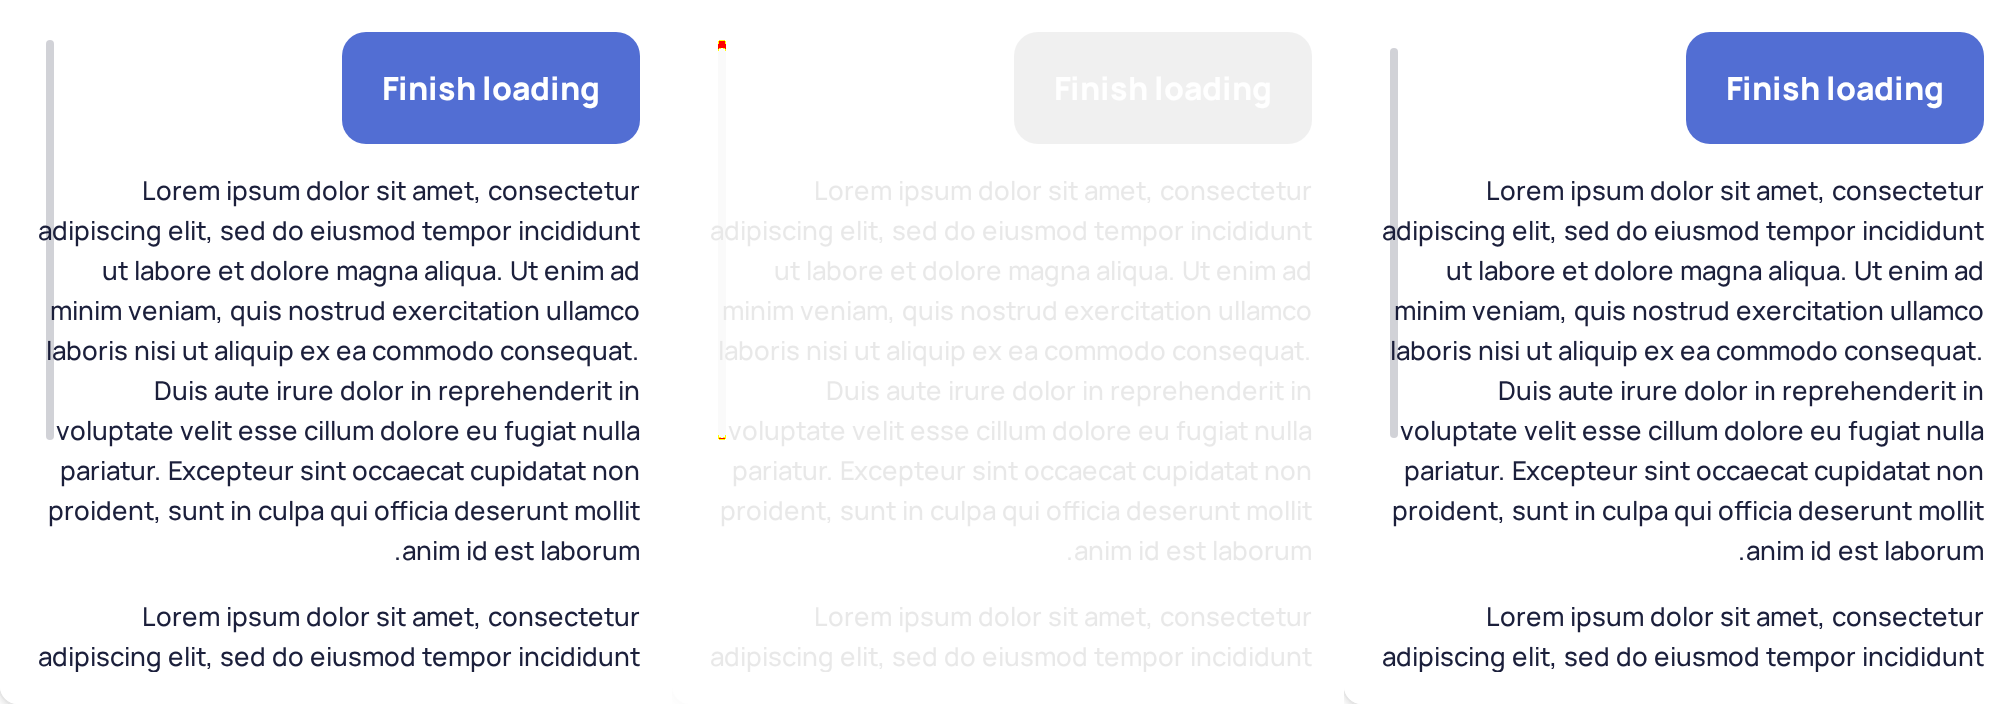 Finish loading
Lorem ipsum dolor sit amet, consectetur
adipiscing elit, sed do eiusmod tempor incididunt
ut labore et dolore magna aliqua. Ut enim ad
minim veniam, quis nostrud exercitation ullamco
laboris nisi ut aliquip ex ea commodo consequat.
Duis aute irure dolor in reprehenderit in
voluptate velit esse cillum dolore eu fugiat nulla
pariatur. Excepteur sint occaecat cupidatat non
proident, sunt in culpa qui officia deserunt mollit
.anim id est laborum
Lorem ipsum dolor sit amet, consectetur
adipiscing elit, sed do eiusmod tempor incididunt
Finish loading
Lorem ipsum dolor sit amet, consectetur
adipiscing elit, sed do eiusmod tempor incididunt
ut labore et dolore magna aliqua. Ut enim ad
minim veniam, quis nostrud exercitation ullamco
laboris nisi ut aliquip ex ea commodo consequat.
Duis aute irure dolor in reprehenderit in
voluptate velit esse cillum dolore eu fugiat nulla
pariatur. Excepteur sint occaecat cupidatat non
proident, sunt in culpa qui officia deserunt mollit
.anim id est laborum
Lorem ipsum dolor sit amet, consectetur
adipiscing elit, sed do eiusmod tempor incididunt
Finish loading
Lorem ipsum dolor sit amet, consectetur
adipiscing elit, sed do eiusmod tempor incididunt
ut labore et dolore magna aliqua. Ut enim ad
minim veniam, quis nostrud exercitation ullamco
laboris nisi ut aliquip ex ea commodo consequat.
Duis aute irure dolor in reprehenderit in
voluptate velit esse cillum dolore eu fugiat nulla
pariatur. Excepteur sint occaecat cupidatat non
proident, sunt in culpa qui officia deserunt mollit
.anim id est laborum
Lorem ipsum dolor sit amet, consectetur
adipiscing elit, sed do eiusmod tempor incididunt